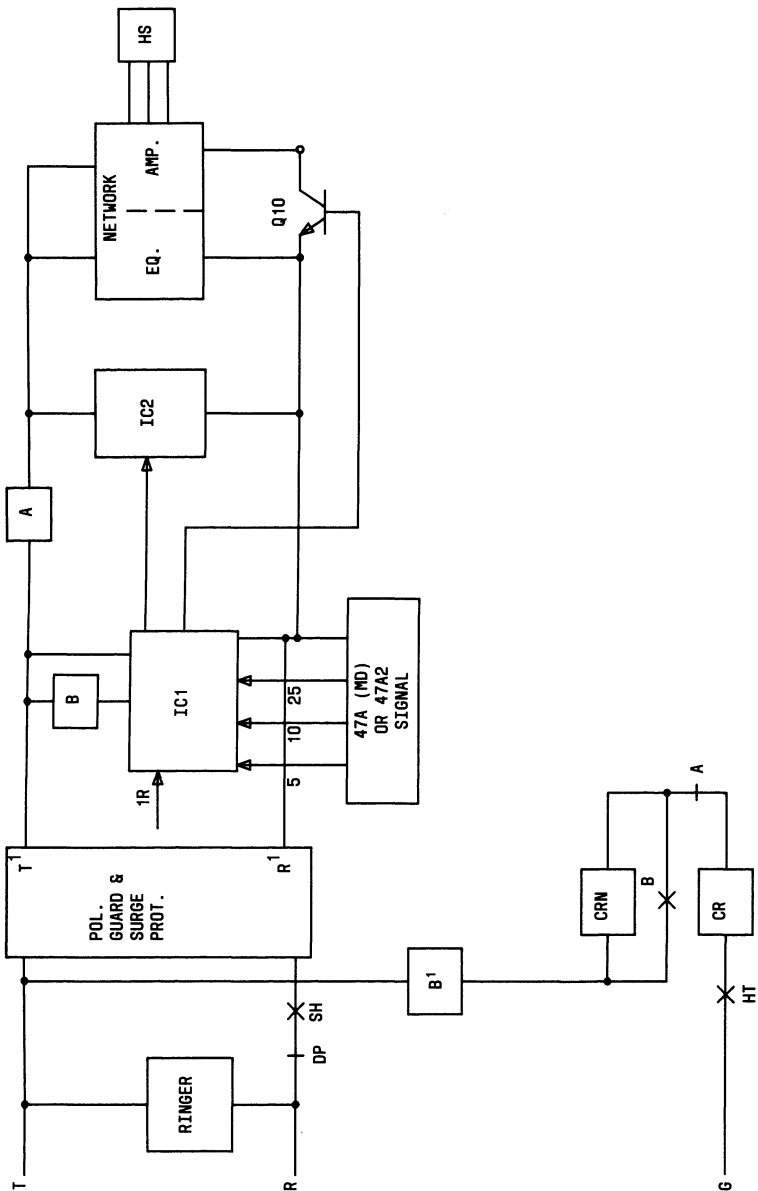 T
R
RINGER
DP
SH
POL.
GUARD &
SURGE
PROT.
T1
R1
1R
B
IC1
5
10
25
47A (MD)
OR 47A2
SIGNAL
A
IC2
NETWORK
EQ.
AMP.
Q10
HS
B1
CRN
B
A
CR
HT
G